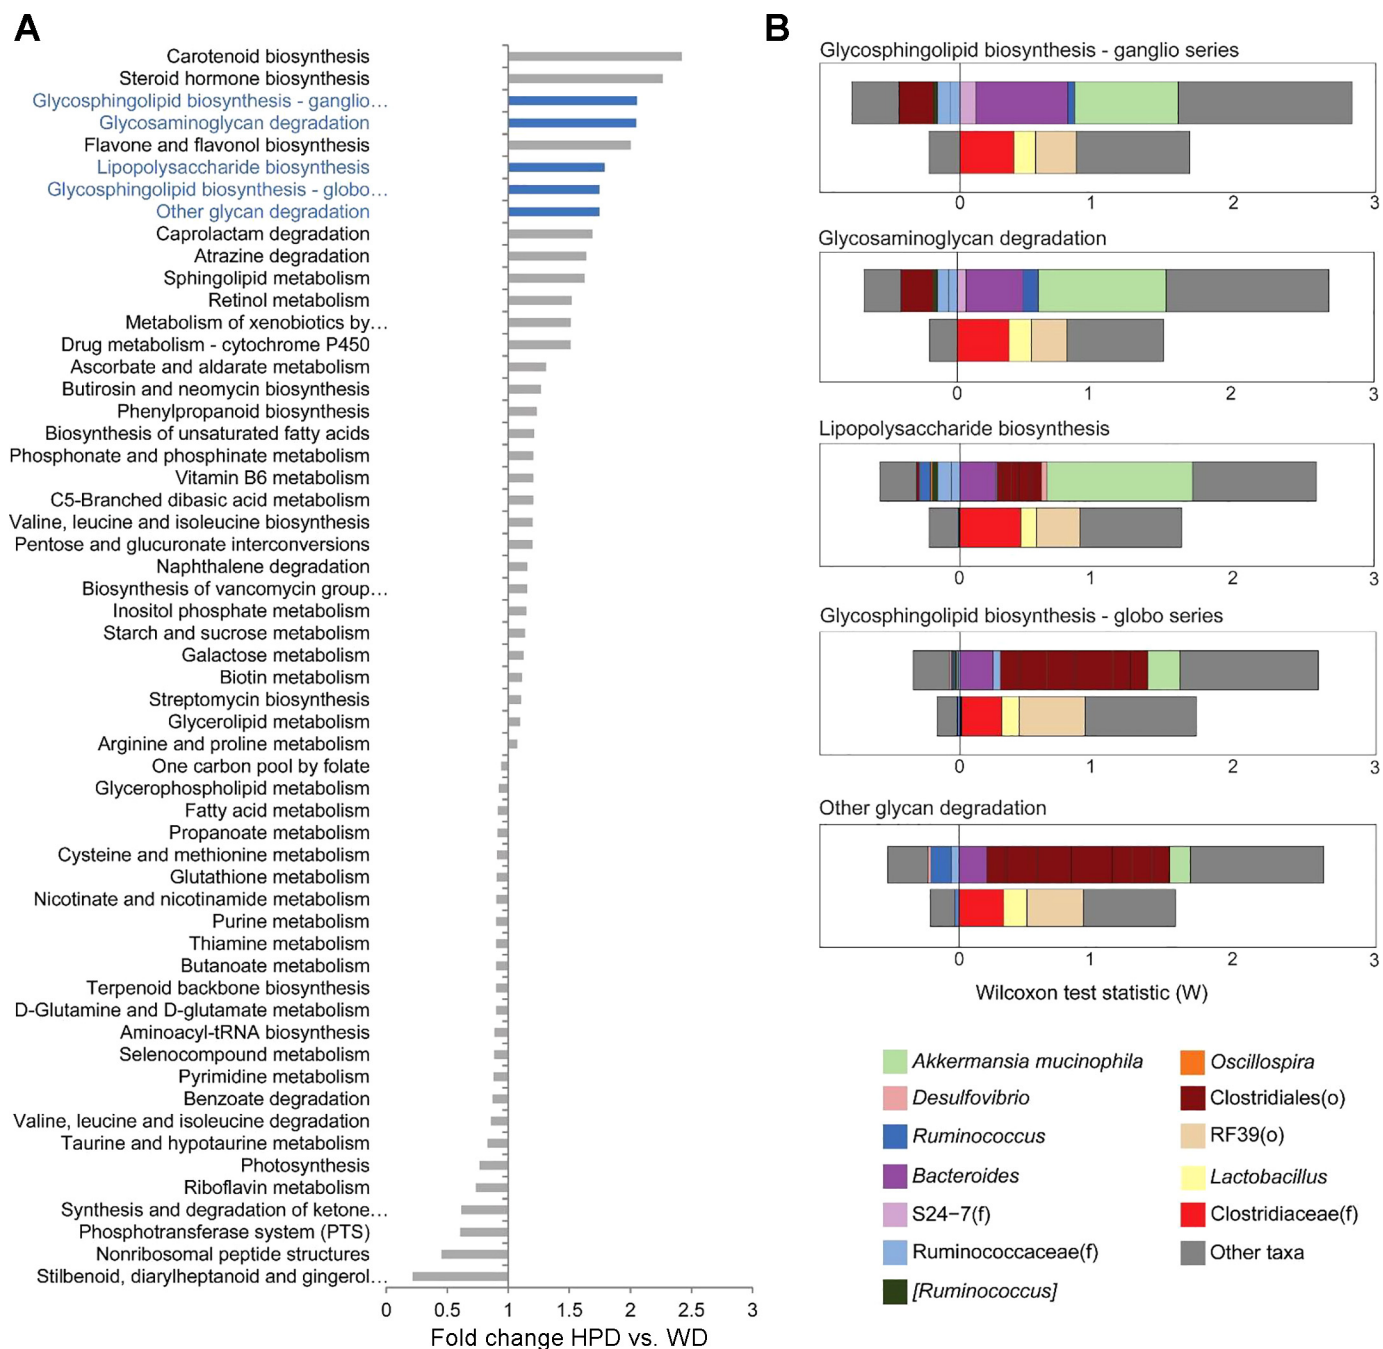 A
Carotenoid biosynthesis
Steroid hormone biosynthesis
Glycosphingolipid biosynthesis - ganglio…
Glycosaminoglycan degradation
Flavone and flavonol biosynthesis
Lipopolysaccharide biosynthesis
Glycosphingolipid biosynthesis - globo…
Other glycan degradation
Caprolactam degradation
Atrazine degradation
Sphingolipid metabolism
Retinol metabolism
Metabolism of xenobiotics by…
Drug metabolism - cytochrome P450
Ascorbate and aldarate metabolism
Butirosin and neomycin biosynthesis
Phenylpropanoid biosynthesis
Biosynthesis of unsaturated fatty acids
Phosphonate and phosphinate metabolism
Vitamin B6 metabolism
C5-Branched dibasic acid metabolism
Valine, leucine and isoleucine biosynthesis
Pentose and glucuronate interconversions
Naphthalene degradation
Biosynthesis of vancomycin group…
Inositol phosphate metabolism
Starch and sucrose metabolism
Galactose metabolism
Biotin metabolism
Streptomycin biosynthesis
Glycerolipid metabolism
Arginine and proline metabolism
One carbon pool by folate
Glycerophospholipid metabolism
Fatty acid metabolism
Propanoate metabolism
Cysteine and methionine metabolism
Glutathione metabolism
Nicotinate and nicotinamide metabolism
Purine metabolism
Thiamine metabolism
Butanoate metabolism
Terpenoid backbone biosynthesis
D-Glutamine and D-glutamate metabolism
Aminoacyl-tRNA biosynthesis
Selenocompound metabolism
Pyrimidine metabolism
Benzoate degradation
Valine, leucine and isoleucine degradation
Taurine and hypotaurine metabolism
Photosynthesis
Riboflavin metabolism
Synthesis and degradation of ketone…
Phosphotransferase system (PTS)
Nonribosomal peptide structures
Stilbenoid, diarylheptanoid and gingerol…
0 0.5 1 1.5 2 2.5 3
Fold change HPD vs. WD
B
Glycosphingolipid biosynthesis - ganglio series
0 1 2 3
Glycosaminoglycan degradation
0 1 2 3
Lipopolysaccharide biosynthesis
0 1 2 3
Glycosphingolipid biosynthesis - globo series
0 1 2 3
Other glycan degradation
0 1 2 3
Wilcoxon test statistic (W)
Akkermansia mucinophila
Desulfovibrio
Ruminococcus
Bacteroides
S24−7(f)
Ruminococcaceae(f)
[Ruminococcus]
Oscillospira
Clostridiales(o)
RF39(o)
Lactobacillus
Clostridiaceae(f)
Other taxa